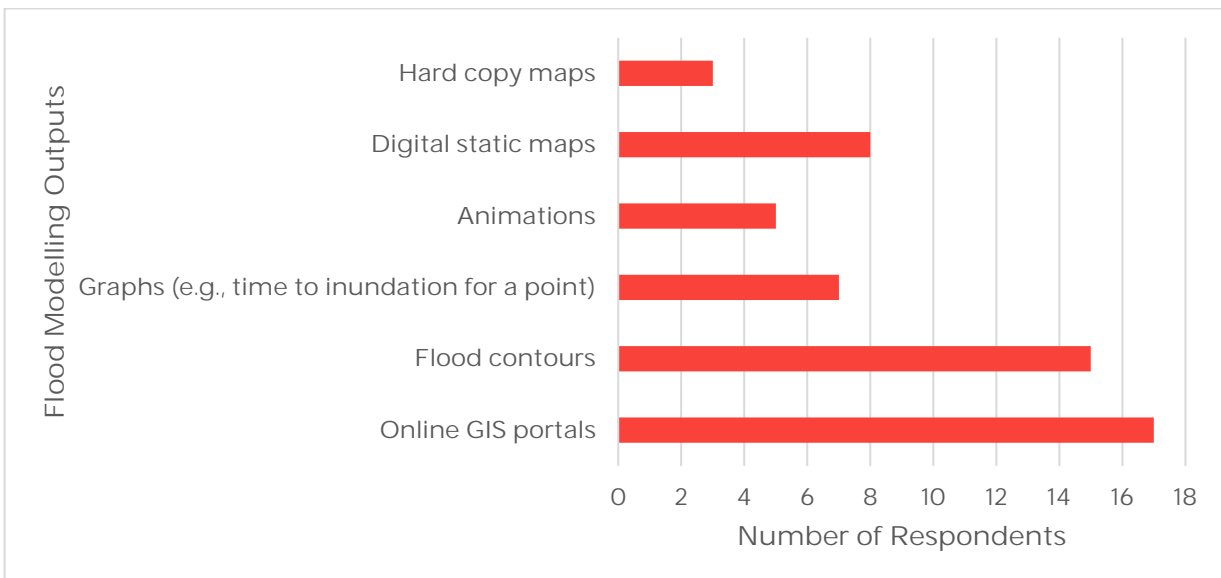 Flood Modelling Outputs
Hard copy maps
Digital static maps
Animations
Graphs (e.g., time to inundation for a point)
Flood contours
Online GIS portals
0 2 4 6 8 10 12 14 16 18
Number of Respondents